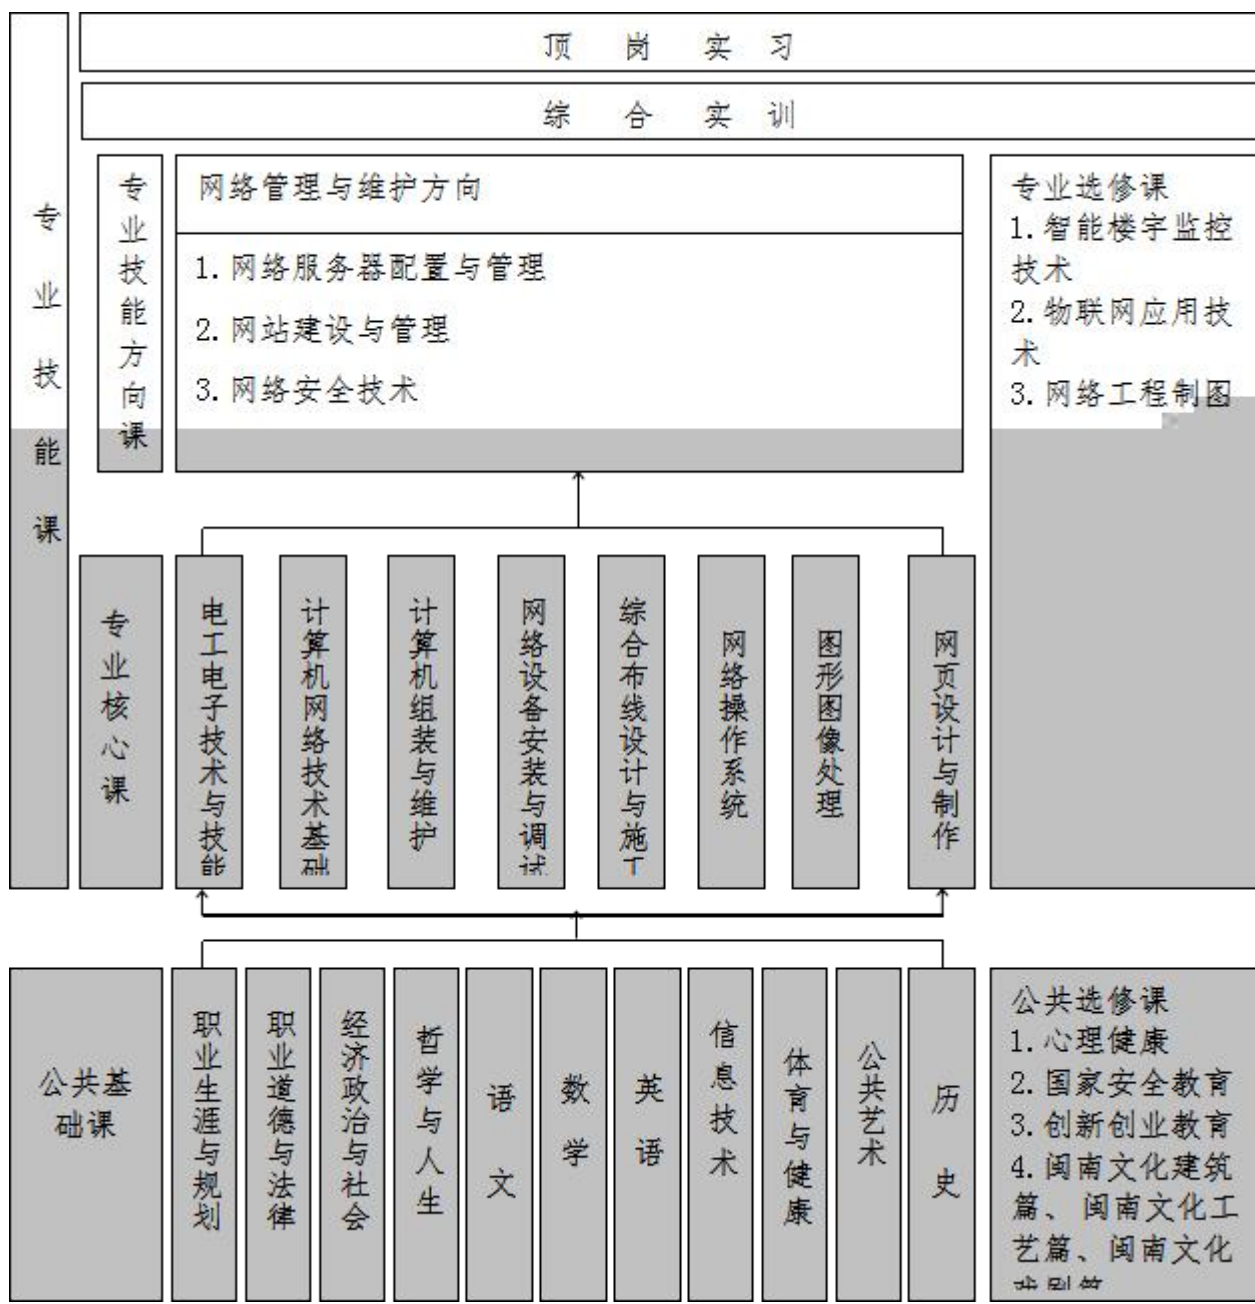 顶岗实习
综合实训
专业技能课
专业技能方向课
网络管理与维护方向
1.网络服务器配置与管理
2.网站建设与管理
3.网络安全技术
专业选修课
1.智能楼宇监控
技术
2.物联网应用技
术
3.网络工程制图
专业核心课
电工电子技术与技能
计算机网络技术基础
计算机组装与维护
网络设备安装与调试
综合布线设计与施工
网络操作系统
图形图像处理
网页设计与制作
公共基
础课
职业生涯与规划
职业道德与法律
经济政治与社会
哲学与人生
语文
数学
英语
信息技术
体育与健康
公共艺术
历史
公共选修课
1.心理健康
2.国家安全教育
3.创新创业教育
4.闽南文化建筑
篇、闽南文化工
艺篇、闽南文化
戏剧篇